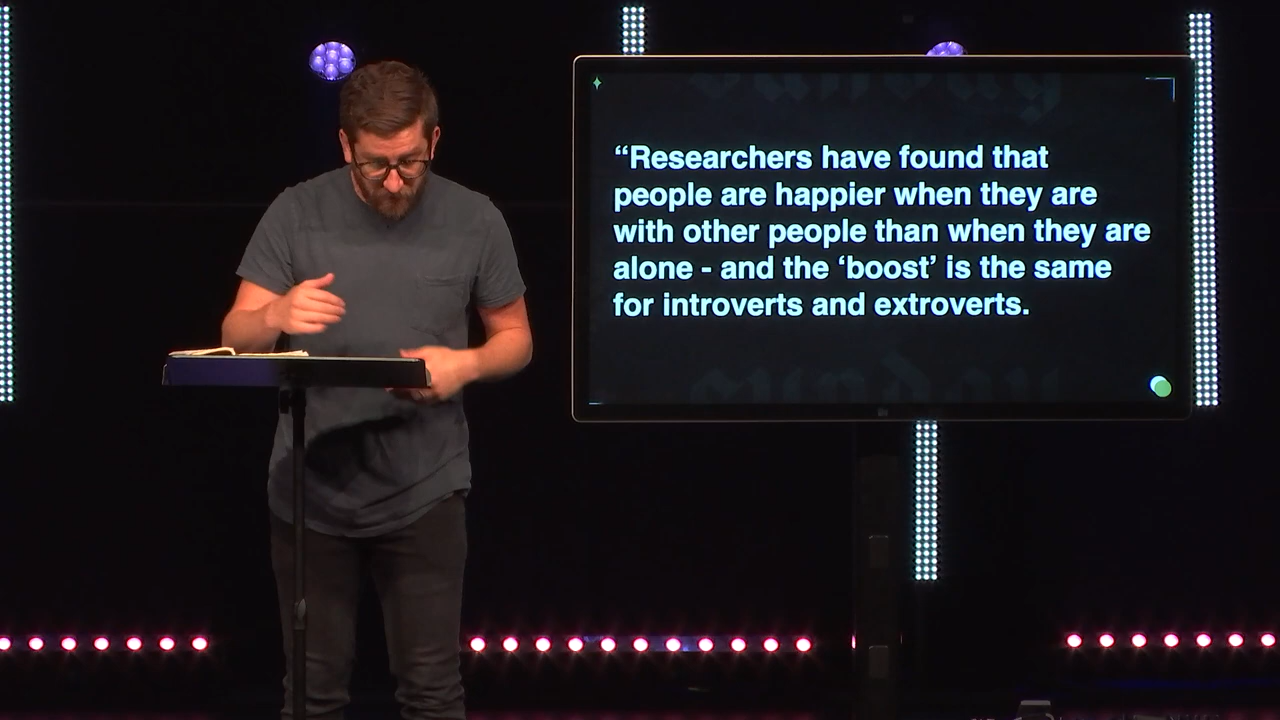 “Researchers have found that
people are happier when they are
with other people than when they are
alone - and the ‘boost’ is the same
for introverts and extroverts.